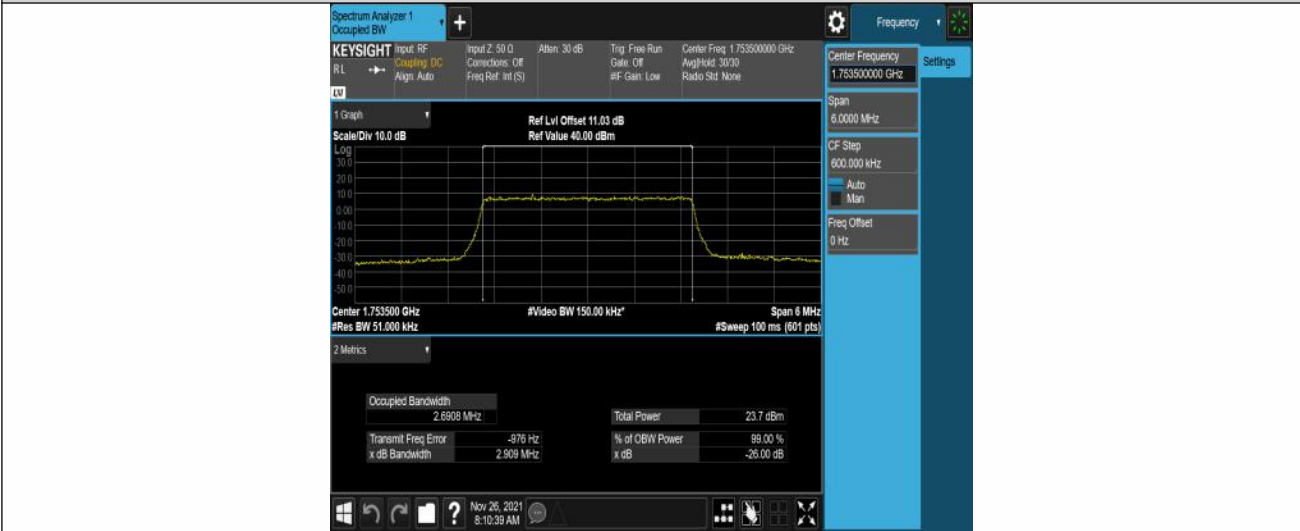 Spectrum Analyzer 1
Occupied BW
+
Frequency
KEYSIGHT
RL
Input: RF
Coupling: DC
Align: Auto
Input Z: 50 Ω
Corrections: Off
Freq Ref: Int (S)
Atten: 30 dB
Trig: Free Run
Gate: Off
#IF Gain: Low
Center Freq: 1.753500000 GHz
Avg|Hold: 30/30
Radio Std: None
LV
Center Frequency
1.753500000 GHz
Settings
Span
6.0000 MHz
CF Step
600.000 kHz
Auto
Man
Freq Offset
0 Hz
1 Graph
Scale/Div 10.0 dB
Ref Lvl Offset 11.03 dB
Ref Value 40.00 dBm
Log
30.0
20.0
10.0
0.00
-10.0
-20.0
-30.0
-40.0
-50.0
Center 1.753500 GHz
#Res BW 51.000 kHz
#Video BW 150.00 kHz*
Span 6 MHz
#Sweep 100 ms (601 pts)
2 Metrics
Occupied Bandwidth
2.6908 MHz
Transmit Freq Error -976 Hz
x dB Bandwidth 2.909 MHz
Total Power 23.7 dBm
% of OBW Power 99.00 %
x dB -26.00 dB
?
Nov 26, 2021
8:10:39 AM